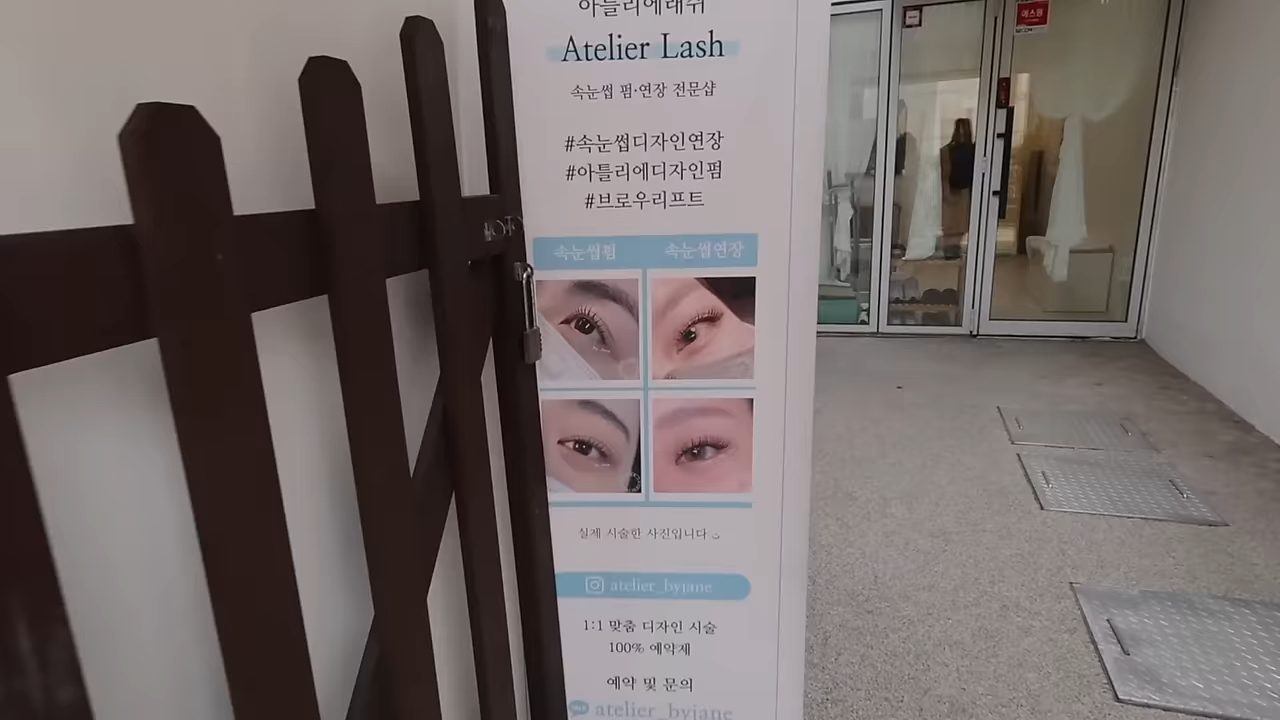 아틀리에래쉬
Atelier Lash
속눈썹 펌·연장 전문샵
#속눈썹디자인연장
#아틀리에디자인펌
#브로우리프트
속눈썹펌 속눈썹연장
실제 시술한 사진입니다
atelier_byjane
1:1 맞춤 디자인 시술
100% 예약제
예약 및 문의
TALK atelier_byjane
에스원